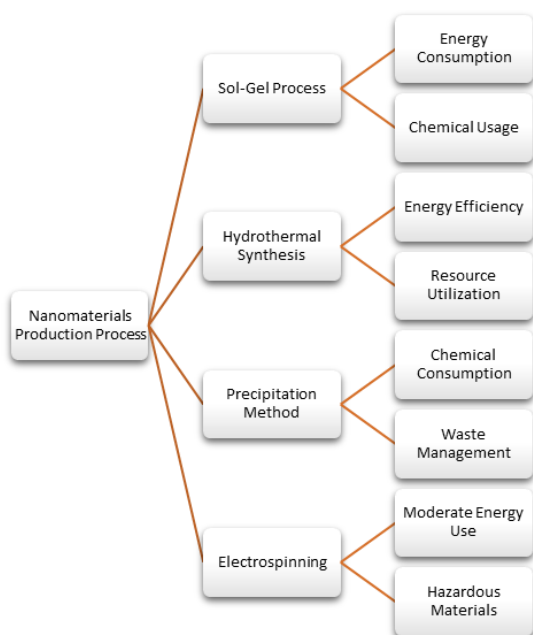 Nanomaterials
Production Process
Sol-Gel Process
Energy
Consumption
Chemical Usage
Hydrothermal
Synthesis
Energy Efficiency
Resource
Utilization
Precipitation
Method
Chemical
Consumption
Waste
Management
Electrospinning
Moderate Energy
Use
Hazardous
Materials